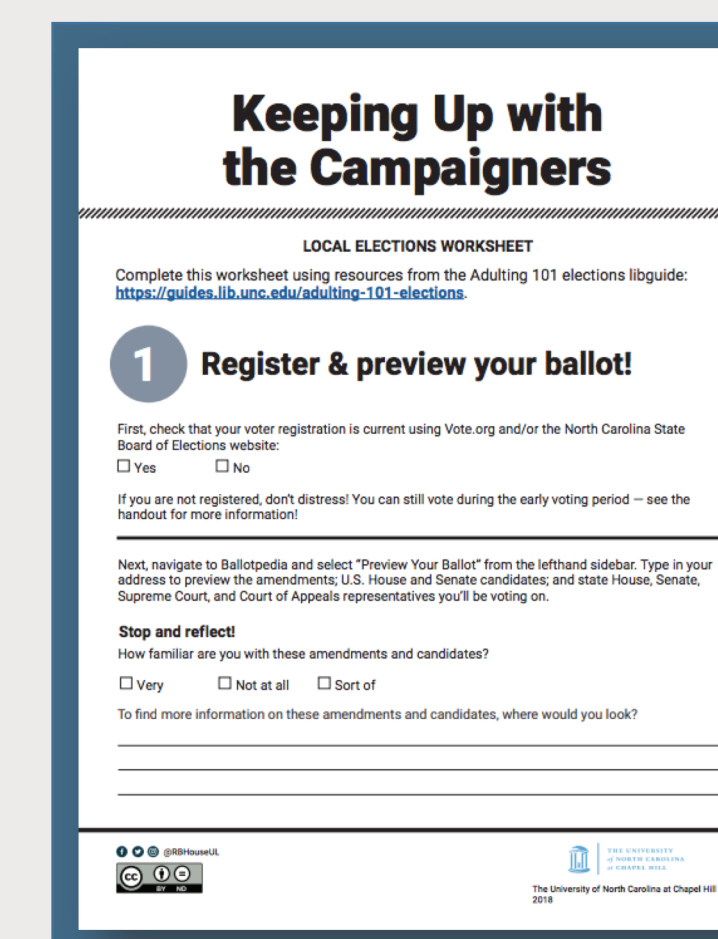 Keeping Up with
the Campaigners
LOCAL ELECTIONS WORKSHEET
Complete this worksheet using resources from the Adulting 101 elections libguide:
https://guides.lib.unc.edu/adulting-101-elections.
1
Register & preview your ballot!
First, check that your voter registration is current using Vote.org and/or the North Carolina State
Board of Elections website:
Yes No
If you are not registered, don't distress! You can still vote during the early voting period — see the
handout for more information!
Next, navigate to Ballotpedia and select “Preview Your Ballot” from the lefthand sidebar. Type in your
address to preview the amendments; U.S. House and Senate candidates; and state House, Senate,
Supreme Court, and Court of Appeals representatives you’ll be voting on.
Stop and reflect!
How familiar are you with these amendments and candidates?
Very Not at all Sort of
To find more information on these amendments and candidates, where would you look?
@RBHouseUL
cc
BY ND
THE UNIVERSITY
of NORTH CAROLINA
at CHAPEL HILL
The University of North Carolina at Chapel Hill
2018